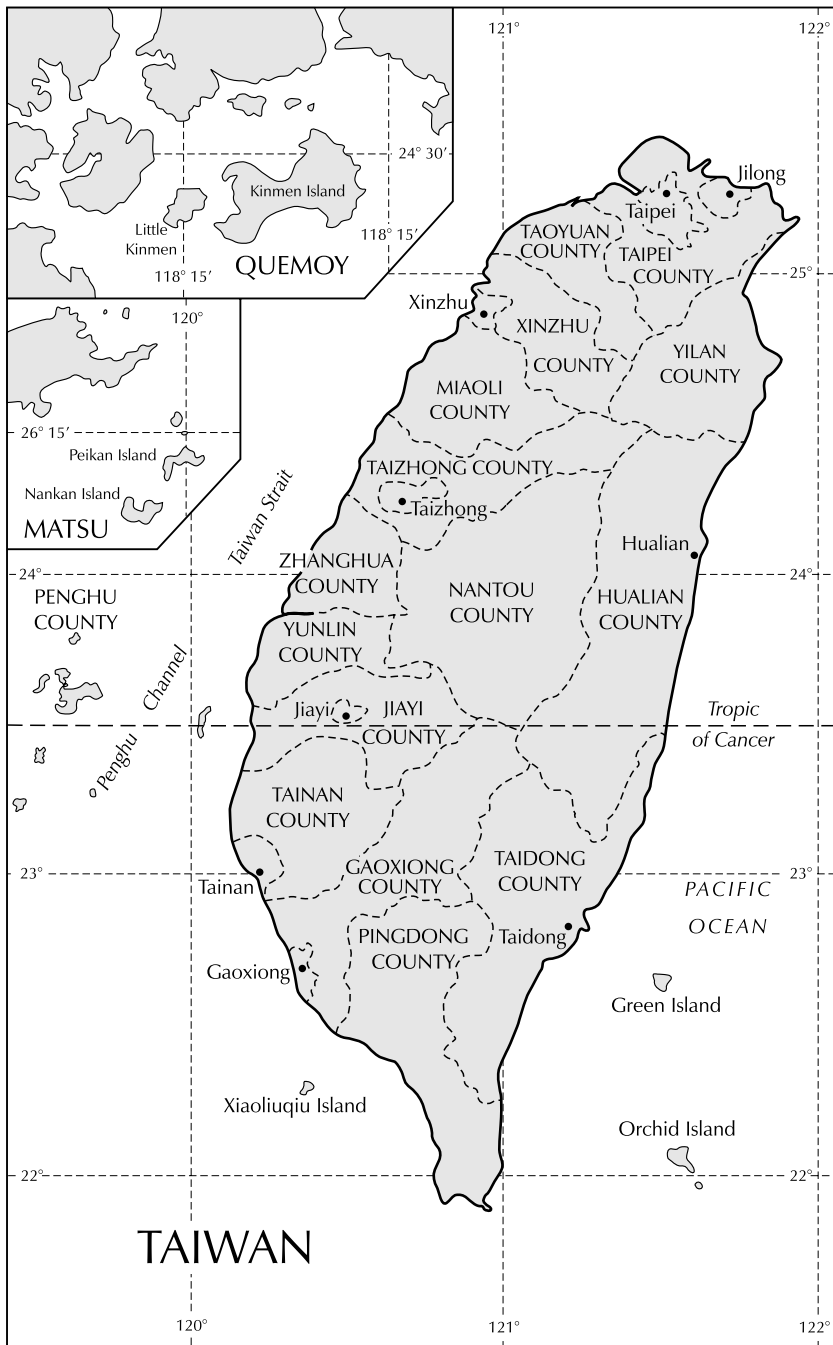 121°
122°
24° 30′
Kinmen Island
Little
Kinmen
118° 15′
118° 15′
QUEMOY
120°
26° 15′
Peikan Island
Nankan Island
MATSU
Jilong
Taipei
TAOYUAN
COUNTY
TAIPEI
COUNTY
25°
Xinzhu
XINZHU
COUNTY
YILAN
COUNTY
MIAOLI
COUNTY
TAIZHONG COUNTY
Taizhong
Taiwan Strait
Hualian
ZHANGHUA
COUNTY
24°
24°
NANTOU
COUNTY
HUALIAN
COUNTY
PENGHU
COUNTY
YUNLIN
COUNTY
Penghu Channel
Jiayi
JIAYI
COUNTY
Tropic
of Cancer
TAINAN
COUNTY
GAOXIONG
COUNTY
TAIDONG
COUNTY
23°
23°
Tainan
PACIFIC
OCEAN
PINGDONG
COUNTY
Taidong
Gaoxiong
Green Island
Xiaoliuqiu Island
Orchid Island
22°
22°
TAIWAN
120°
121°
122°